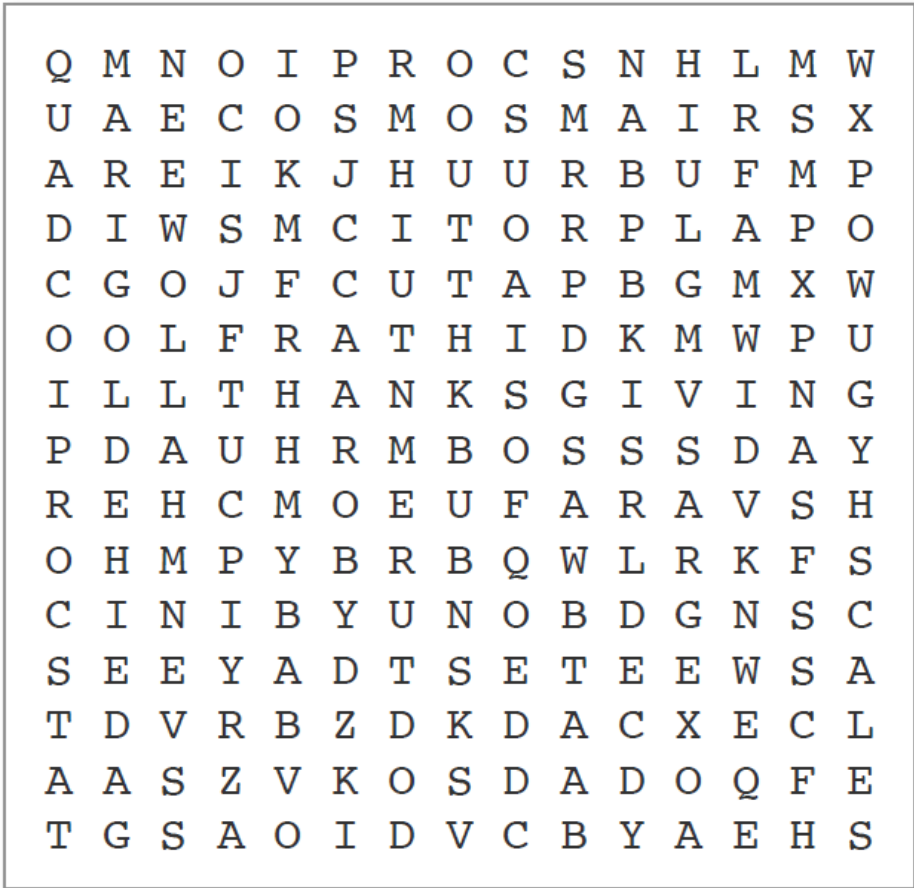 Q M N O I P R O C S N H L M W
U A E C O S M O S M A I R S X
A R E I K J H U U R B U F M P
D I W S M C I T O R P L A P O
C G O J F C U T A P B G M X W
O O L F R A T H I D K M W P U
I L L T H A N K S G I V I N G
P D A U H R M B O S S S D A Y
R E H C M O E U F A R A V S H
O H M P Y B R B Q W L R K F S
C I N I B Y U N O B D G N S C
S E E Y A D T S E T E E W S A
T D V R B Z D K D A C X E C L
A A S Z V K O S D A D O Q F E
T G S A O I D V C B Y A E H S